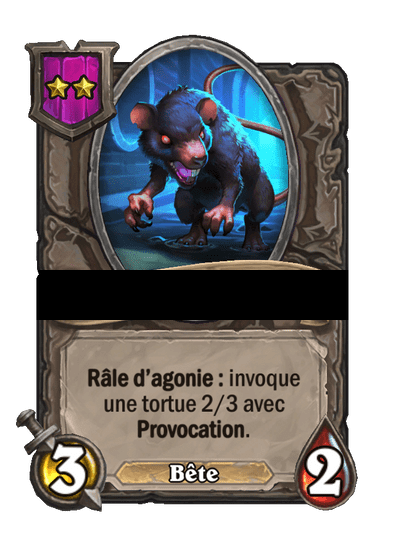 Râle d'agonie : invoque
une tortue 2/3 avec
Provocation.
3
Bête
2